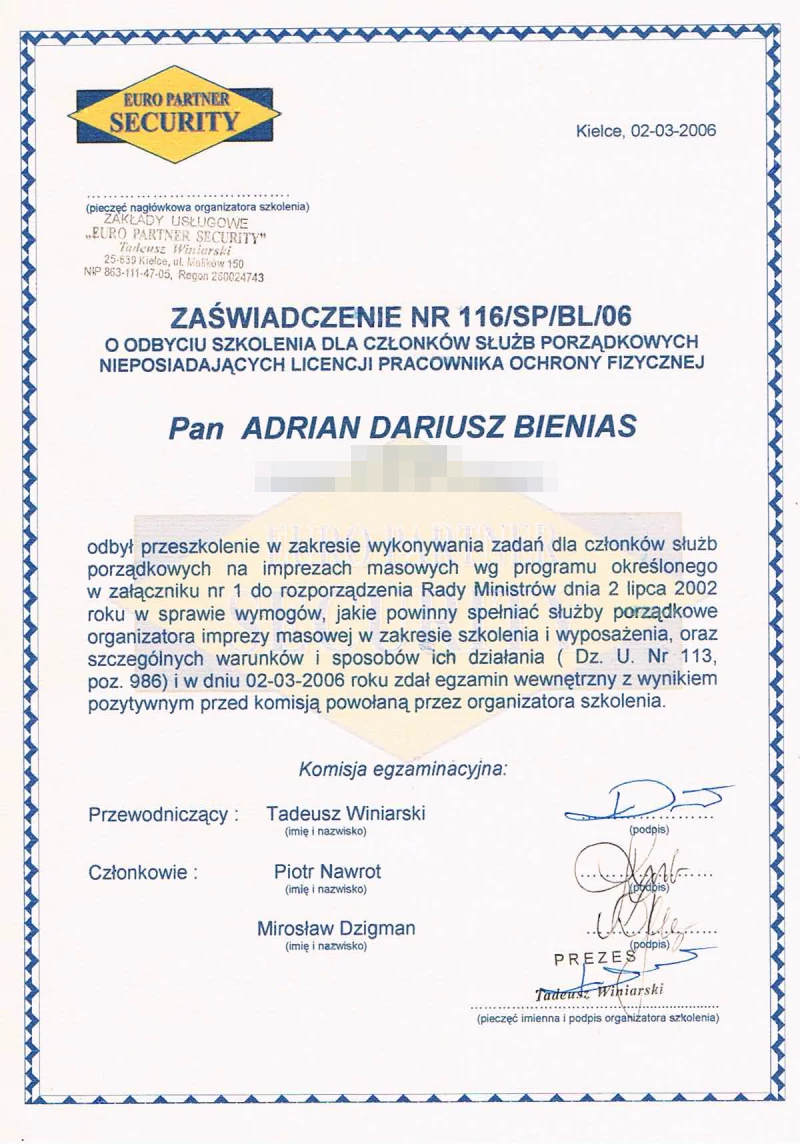 EURO PARTNER
SECURITY
Kielce, 02-03-2006
(pieczęć nagłówkowa organizatora szkolenia)
ZAKŁADY USŁUGOWE
„EURO PARTNER SECURITY"
Tadeusz Winiarski
25-639 Kielce, ul. Malików 150
NIP 863-111-47-05, Regon 260024743
ZAŚWIADCZENIE NR 116/SP/BL/06
O ODBYCIU SZKOLENIA DLA CZŁONKÓW SŁUŻB PORZĄDKOWYCH
NIEPOSIADAJĄCYCH LICENCJI PRACOWNIKA OCHRONY FIZYCZNEJ
Pan ADRIAN DARIUSZ BIENIAS
EURO PARTNER
SECURITY
odbył przeszkolenie w zakresie wykonywania zadań dla członków służb
porządkowych na imprezach masowych wg programu określonego
w załączniku nr 1 do rozporządzenia Rady Ministrów dnia 2 lipca 2002
roku w sprawie wymogów, jakie powinny spełniać służby porządkowe
organizatora imprezy masowej w zakresie szkolenia i wyposażenia, oraz
szczególnych warunków i sposobów ich działania ( Dz. U. Nr 113,
poz. 986) i w dniu 02-03-2006 roku zdał egzamin wewnętrzny z wynikiem
pozytywnym przed komisją powołaną przez organizatora szkolenia.
Komisja egzaminacyjna:
Przewodniczący : Tadeusz Winiarski
(imię i nazwisko) (podpis)
Członkowie : Piotr Nawrot
(imię i nazwisko) (podpis)
Mirosław Dzigman
(imię i nazwisko) (podpis)
PREZES
Tadeusz Winiarski
(pieczęć imienna i podpis organizatora szkolenia)